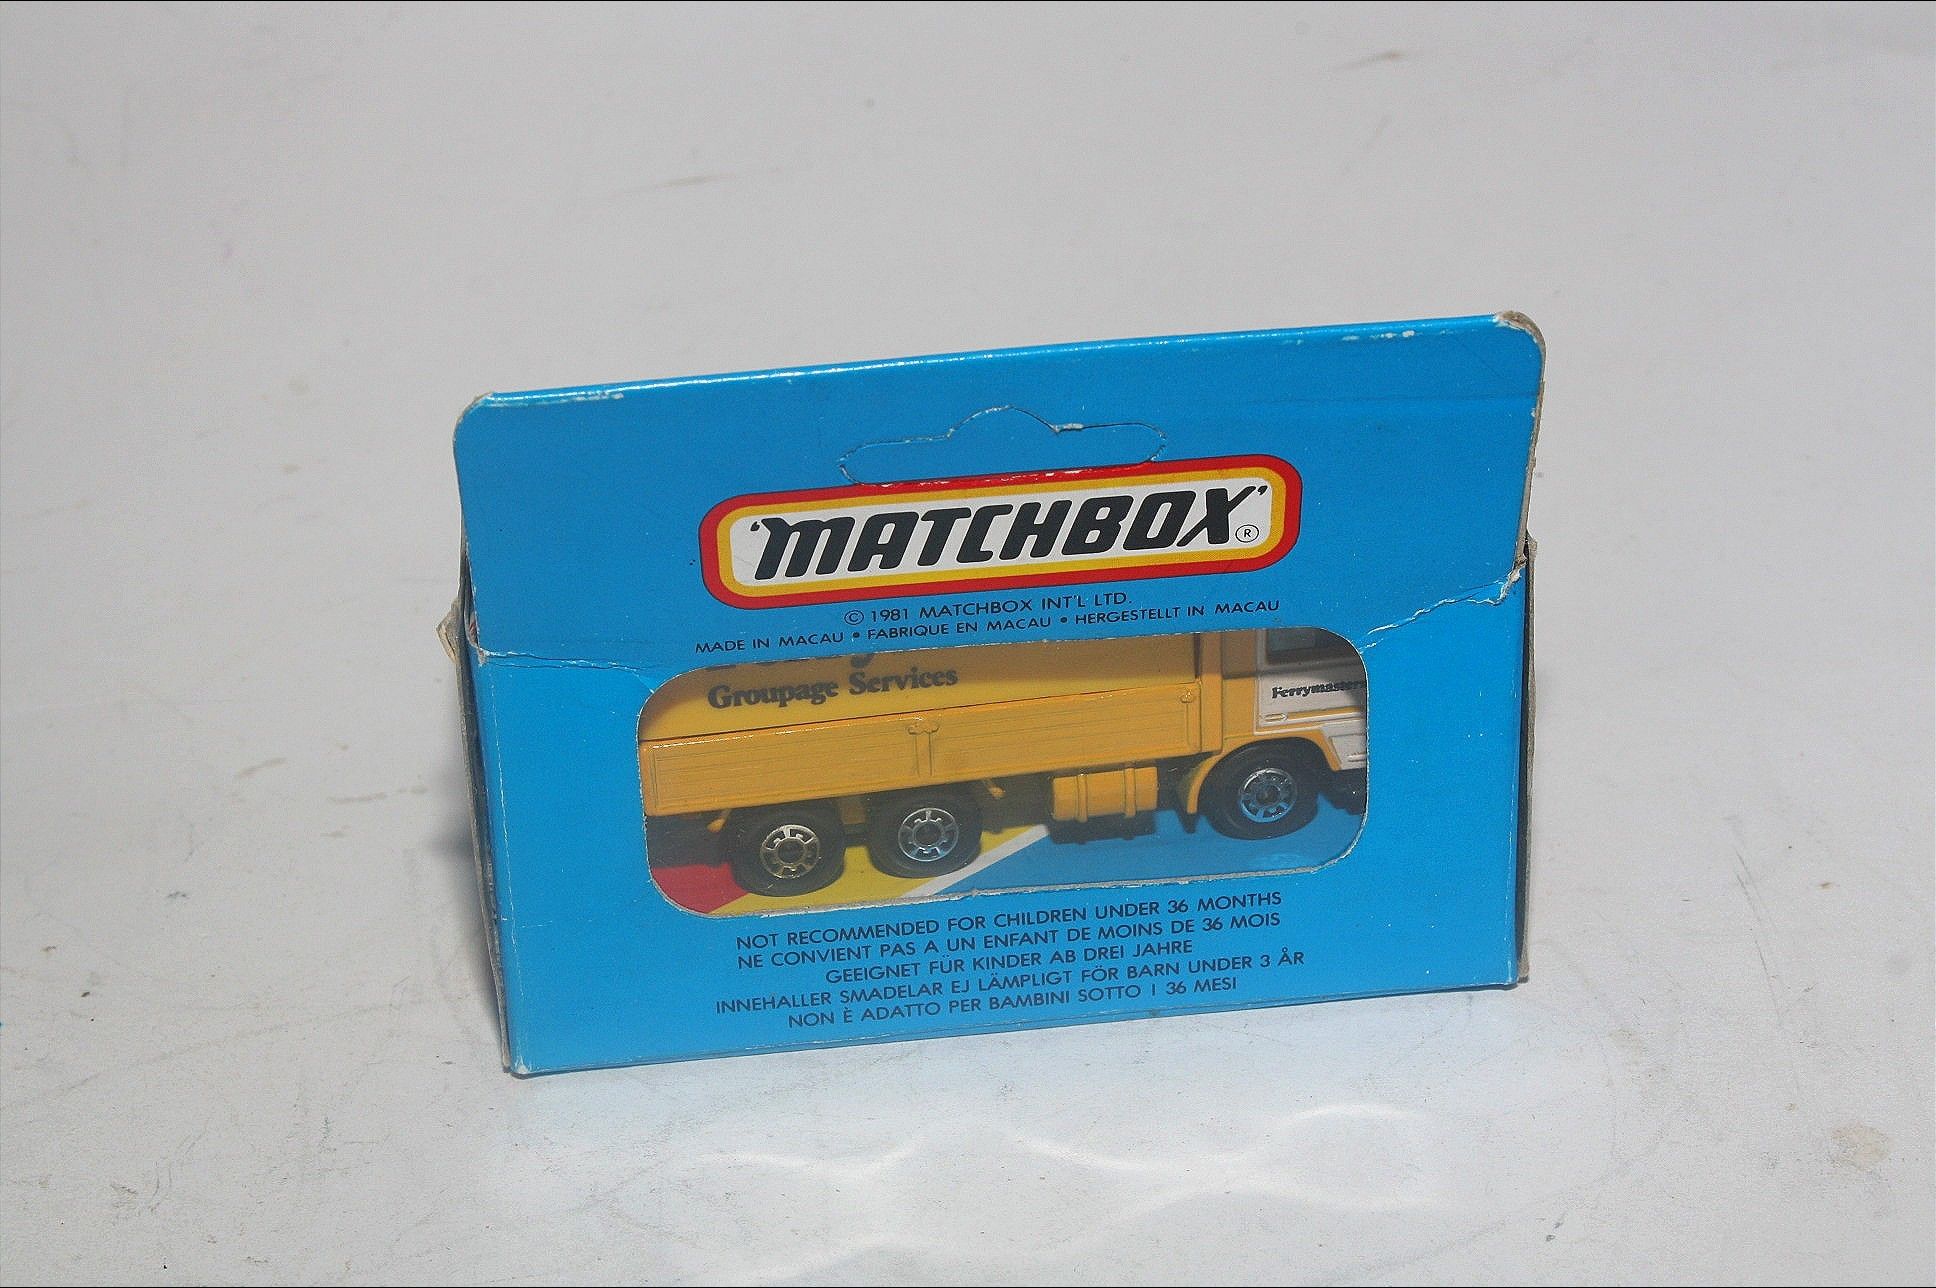 'MATCHBOX'®
© 1981 MATCHBOX INT'L LTD.
MADE IN MACAU • FABRIQUE EN MACAU • HERGESTELLT IN MACAU
Groupage Services
Ferrymasters
NOT RECOMMENDED FOR CHILDREN UNDER 36 MONTHS
NE CONVIENT PAS A UN ENFANT DE MOINS DE 36 MOIS
GEEIGNET FÜR KINDER AB DREI JAHRE
INNEHALLER SMADELAR EJ LÄMPLIGT FÖR BARN UNDER 3 ÅR
NON È ADATTO PER BAMBINI SOTTO I 36 MESI